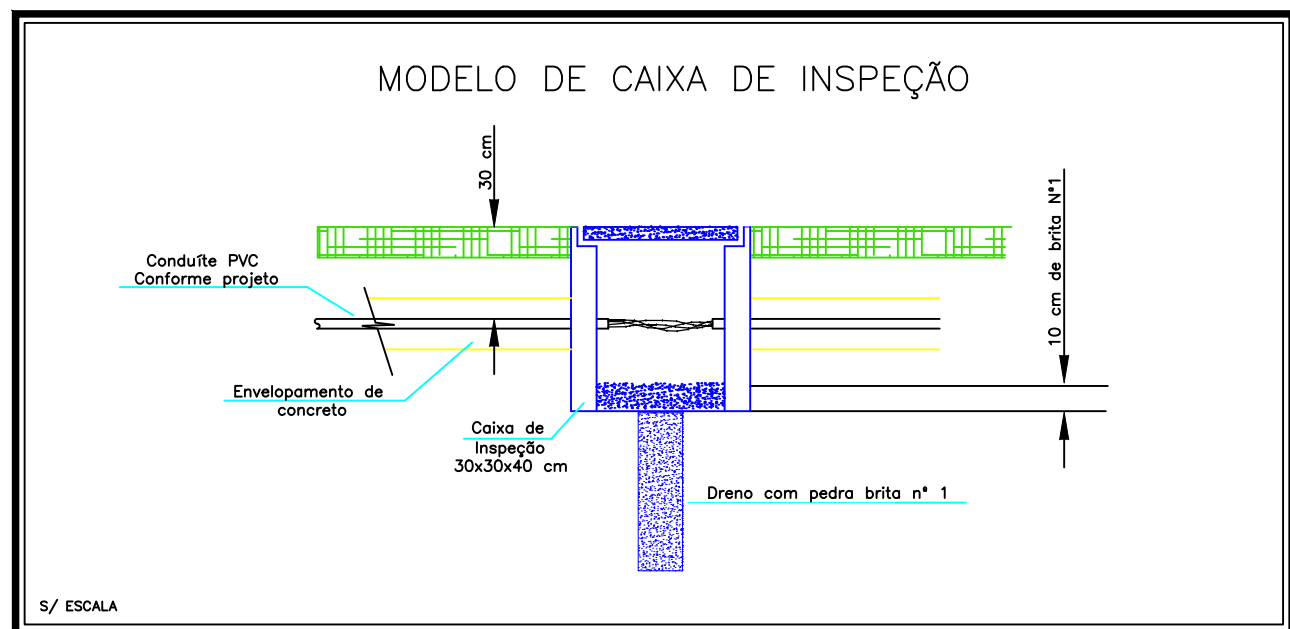 MODELO DE CAIXA DE INSPEÇÃO
30 cm
10 cm de brita N°1
Conduíte PVC
Conforme projeto
Envelopamento de
concreto
Caixa de
Inspeção
30x30x40 cm
Dreno com pedra brita n° 1
S/ ESCALA